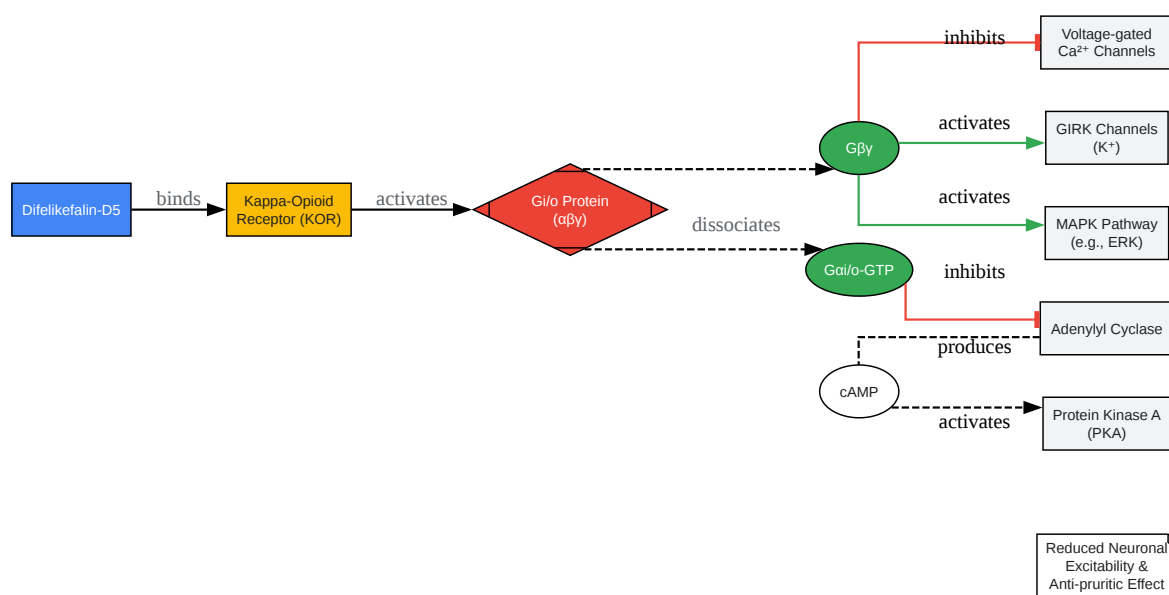 Difelikefalin-D5
binds
Kappa-Opioid
Receptor (KOR)
activates
Gi/o Protein
(αβγ)
dissociates
Gβγ
Gαi/o-GTP
cAMP
inhibits
Voltage-gated
Ca²⁺ Channels
activates
GIRK Channels
(K⁺)
activates
MAPK Pathway
(e.g., ERK)
inhibits
Adenylyl Cyclase
produces
activates
Protein Kinase A
(PKA)
Reduced Neuronal
Excitability &
Anti-pruritic Effect